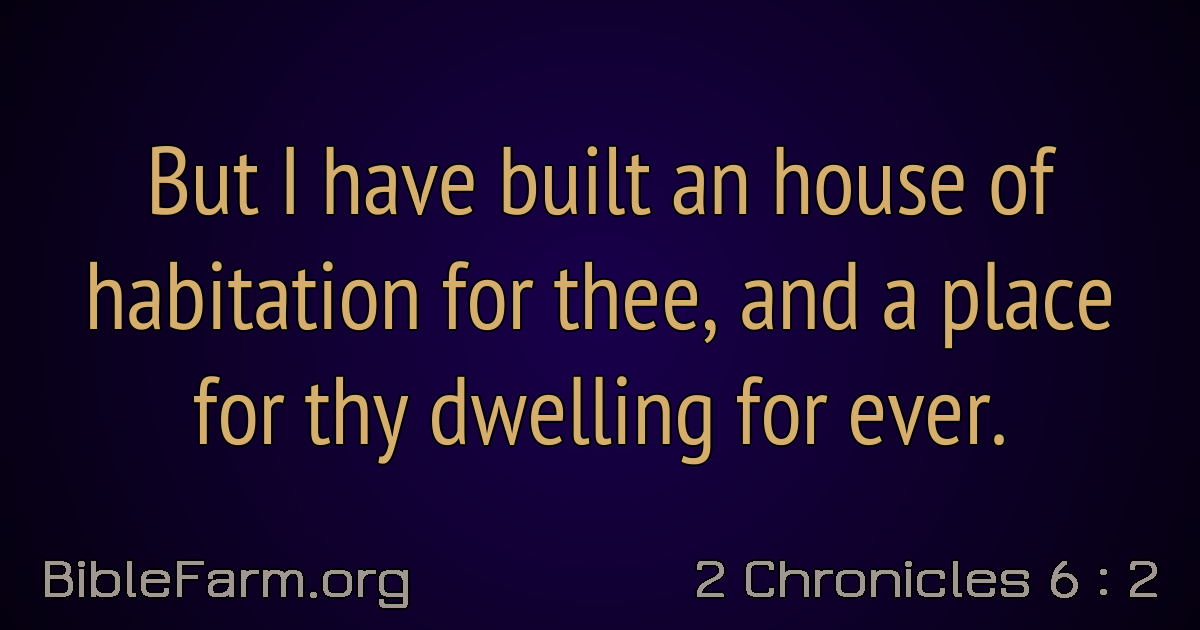 But I have built an house of
habitation for thee, and a place
for thy dwelling for ever.
BibleFarm.org
2 Chronicles 6 : 2